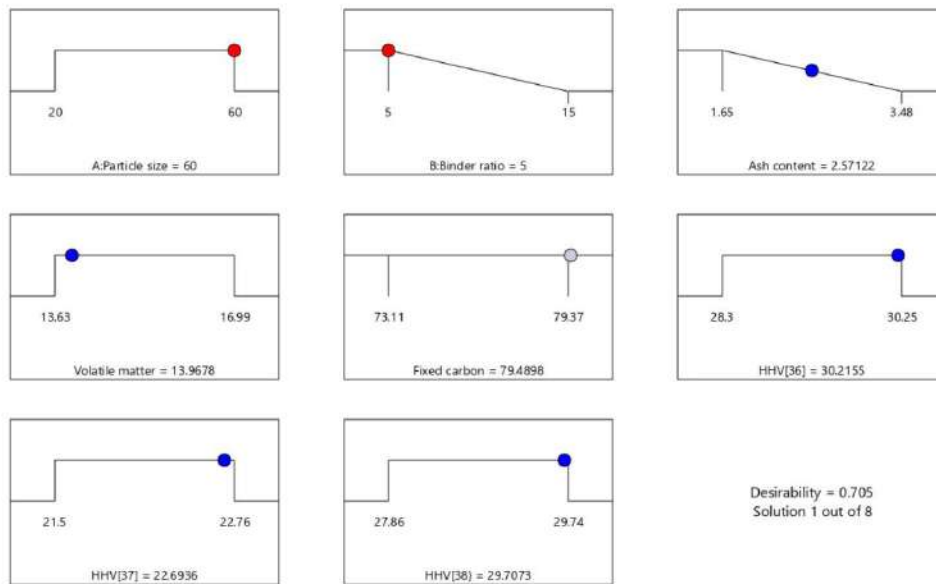 20 60
A:Particle size = 60
5 15
B:Binder ratio = 5
1.65 3.48
Ash content = 2.57122
13.63 16.99
Volatile matter = 13.9678
73.11 79.37
Fixed carbon = 79.4898
28.3 30.25
HHV[36] = 30.2155
21.5 22.76
HHV[37] = 22.6936
27.86 29.74
HHV[38) = 29.7073
Desirability = 0.705
Solution 1 out of 8